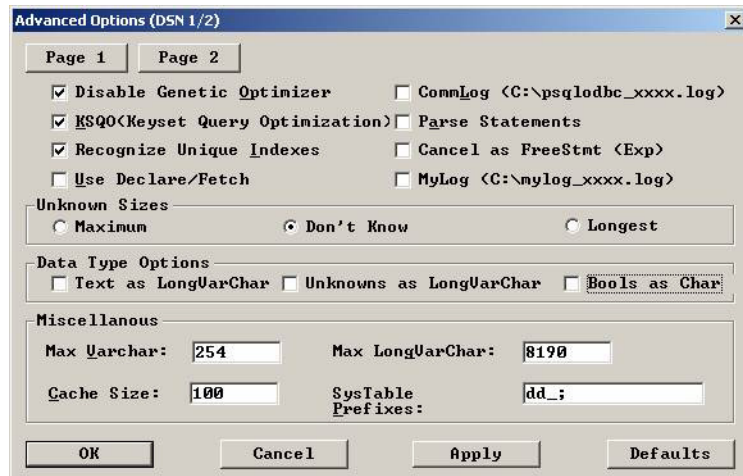 Advanced Options (DSN 1/2)
Page 1 Page 2
Disable Genetic Optimizer CommLog (C:\psqlodbc_xxxx.log)
KSQO(Keyset Query Optimization) Parse Statements
Recognize Unique Indexes Cancel as FreeStmt (Exp)
Use Declare/Fetch MyLog (C:\mylog_xxxx.log)
Unknown Sizes
Maximum Don't Know Longest
Data Type Options
Text as LongVarChar Unknowns as LongVarChar Bools as Char
Miscellanous
Max Varchar: 254 Max LongVarChar: 8190
Cache Size: 100 SysTable dd_;
Prefixes:
OK Cancel Apply Defaults